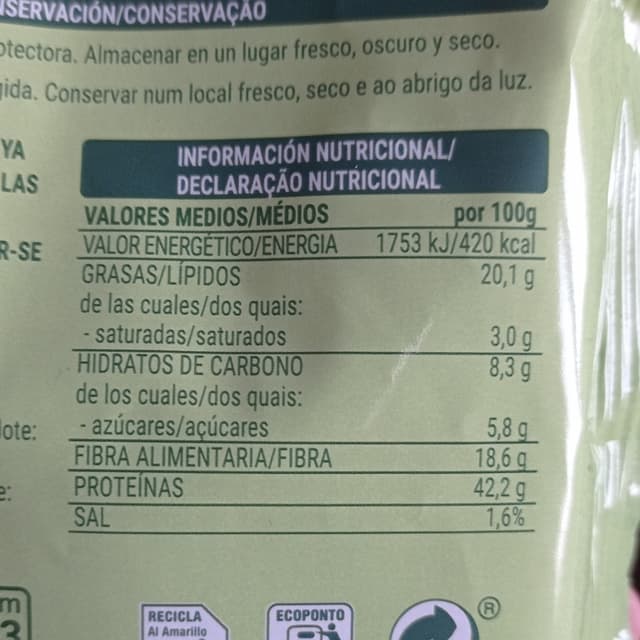 CONSERVAÇÃO
otectora. Almacenar en un lugar fresco, oscuro y seco.
gida. Conservar num local fresco, seco e ao abrigo da luz.
YA
LAS
R-SE
INFORMACIÓN NUTRICIONAL/
DECLARAÇÃO NUTRICIONAL
VALORES MEDIOS/MÉDIOS por 100g
VALOR ENERGÉTICO/ENERGIA 1753 kJ/420 kcal
GRASAS/LÍPIDOS 20,1 g
de las cuales/dos quais:
- saturadas/saturados 3,0 g
HIDRATOS DE CARBONO 8,3 g
de los cuales/dos quais:
- azúcares/açúcares 5,8 g
FIBRA ALIMENTARIA/FIBRA 18,6 g
PROTEÍNAS 42,2 g
SAL 1,6%
lote:
e:
m
3
RECICLA
Al Amarillo
ECOPONTO
®